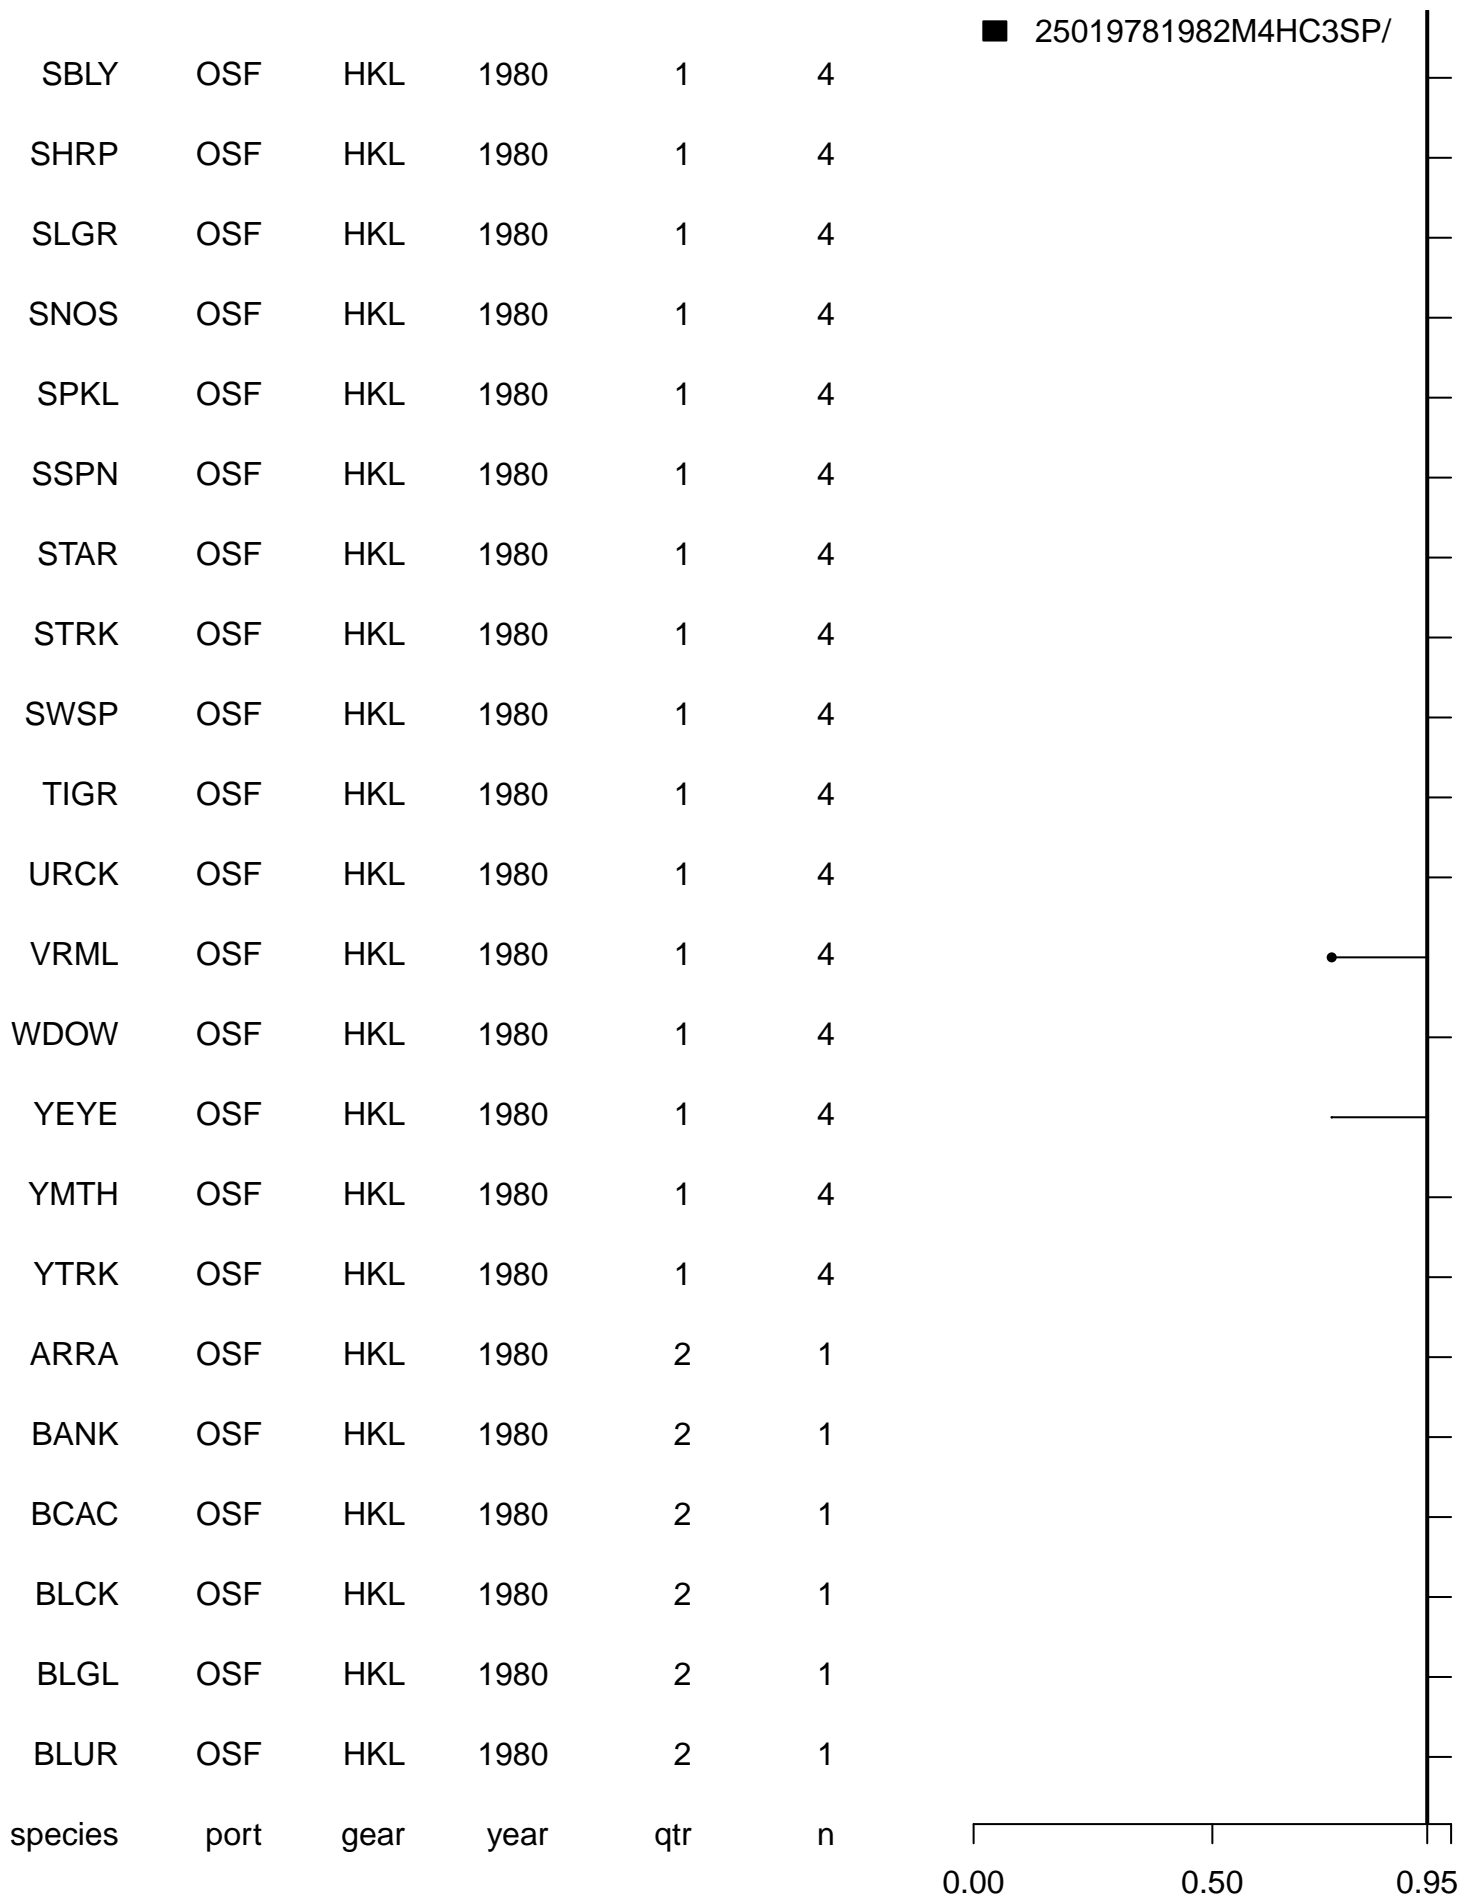 25019781982M4HC3SP/
SBLY OSF HKL 1980 1 4
SHRP OSF HKL 1980 1 4
SLGR OSF HKL 1980 1 4
SNOS OSF HKL 1980 1 4
SPKL OSF HKL 1980 1 4
SSPN OSF HKL 1980 1 4
STAR OSF HKL 1980 1 4
STRK OSF HKL 1980 1 4
SWSP OSF HKL 1980 1 4
TIGR OSF HKL 1980 1 4
URCK OSF HKL 1980 1 4
VRML OSF HKL 1980 1 4
WDOW OSF HKL 1980 1 4
YEYE OSF HKL 1980 1 4
YMTH OSF HKL 1980 1 4
YTRK OSF HKL 1980 1 4
ARRA OSF HKL 1980 2 1
BANK OSF HKL 1980 2 1
BCAC OSF HKL 1980 2 1
BLCK OSF HKL 1980 2 1
BLGL OSF HKL 1980 2 1
BLUR OSF HKL 1980 2 1
species port gear year qtr n
0.00 0.50 0.95